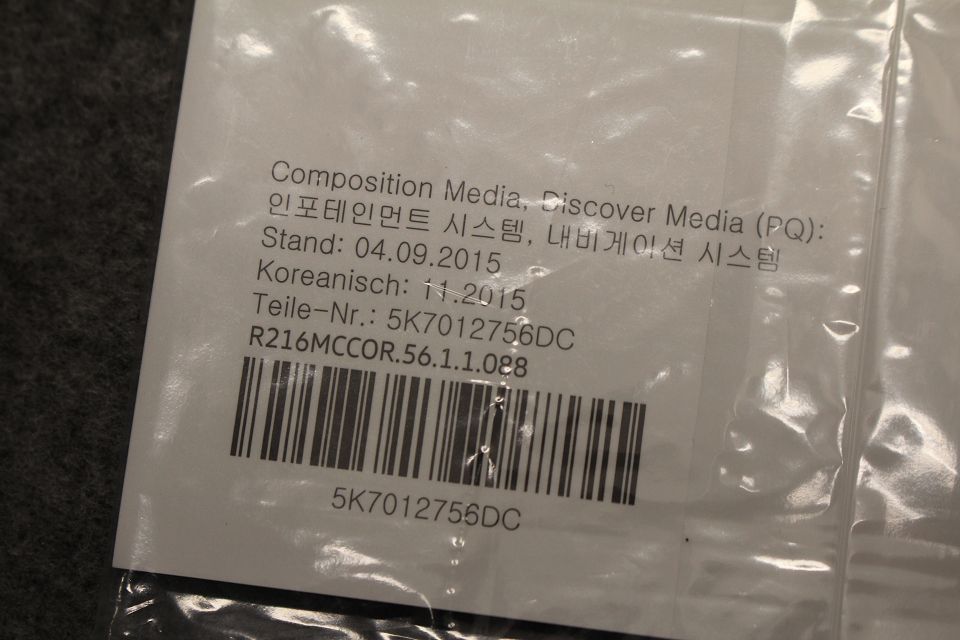 Composition Media, Discover Media (PQ):
인포테인먼트 시스템, 내비게이션 시스템
Stand: 04.09.2015
Koreanisch: 11.2015
Teile-Nr.: 5K7012756DC
R216MCCOR.56.1.1.088
5K7012756DC